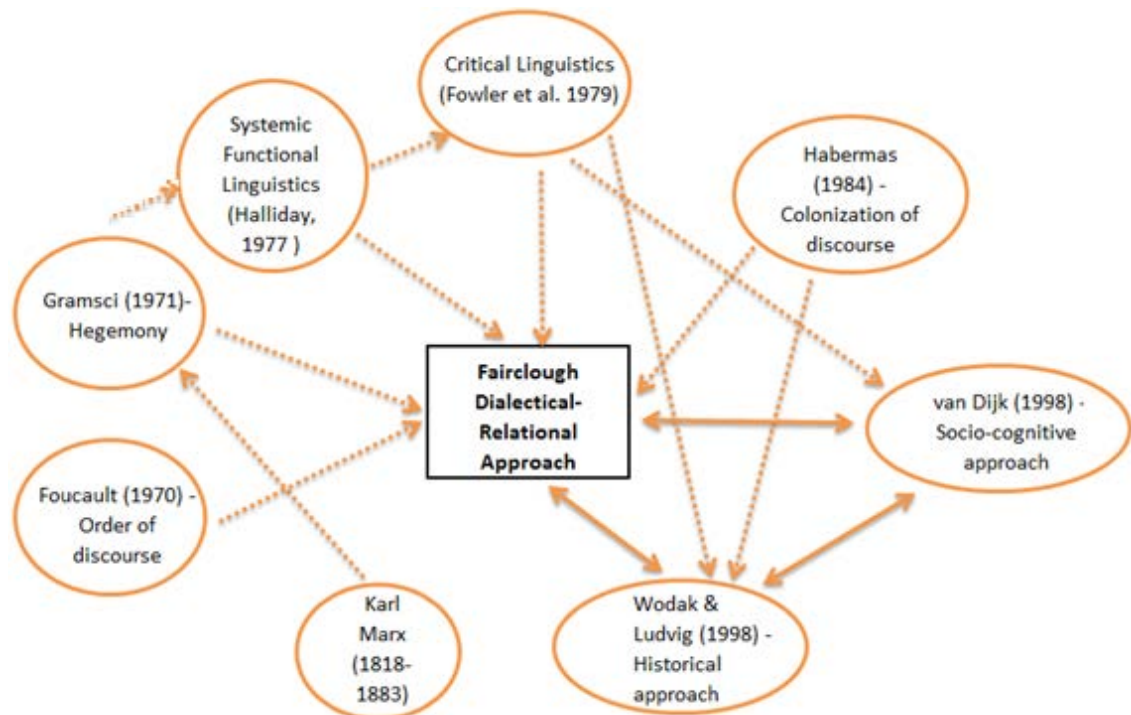 Critical Linguistics
(Fowler et al. 1979)
Systemic
Functional
Linguistics
(Halliday,
1977 )
Habermas
(1984) -
Colonization of
discourse
Gramsci (1971)-
Hegemony
Fairclough
Dialectical-
Relational
Approach
van Dijk (1998) -
Socio-cognitive
approach
Foucault (1970) -
Order of
discourse
Karl
Marx
(1818-
1883)
Wodak &
Ludvig (1998) -
Historical
approach